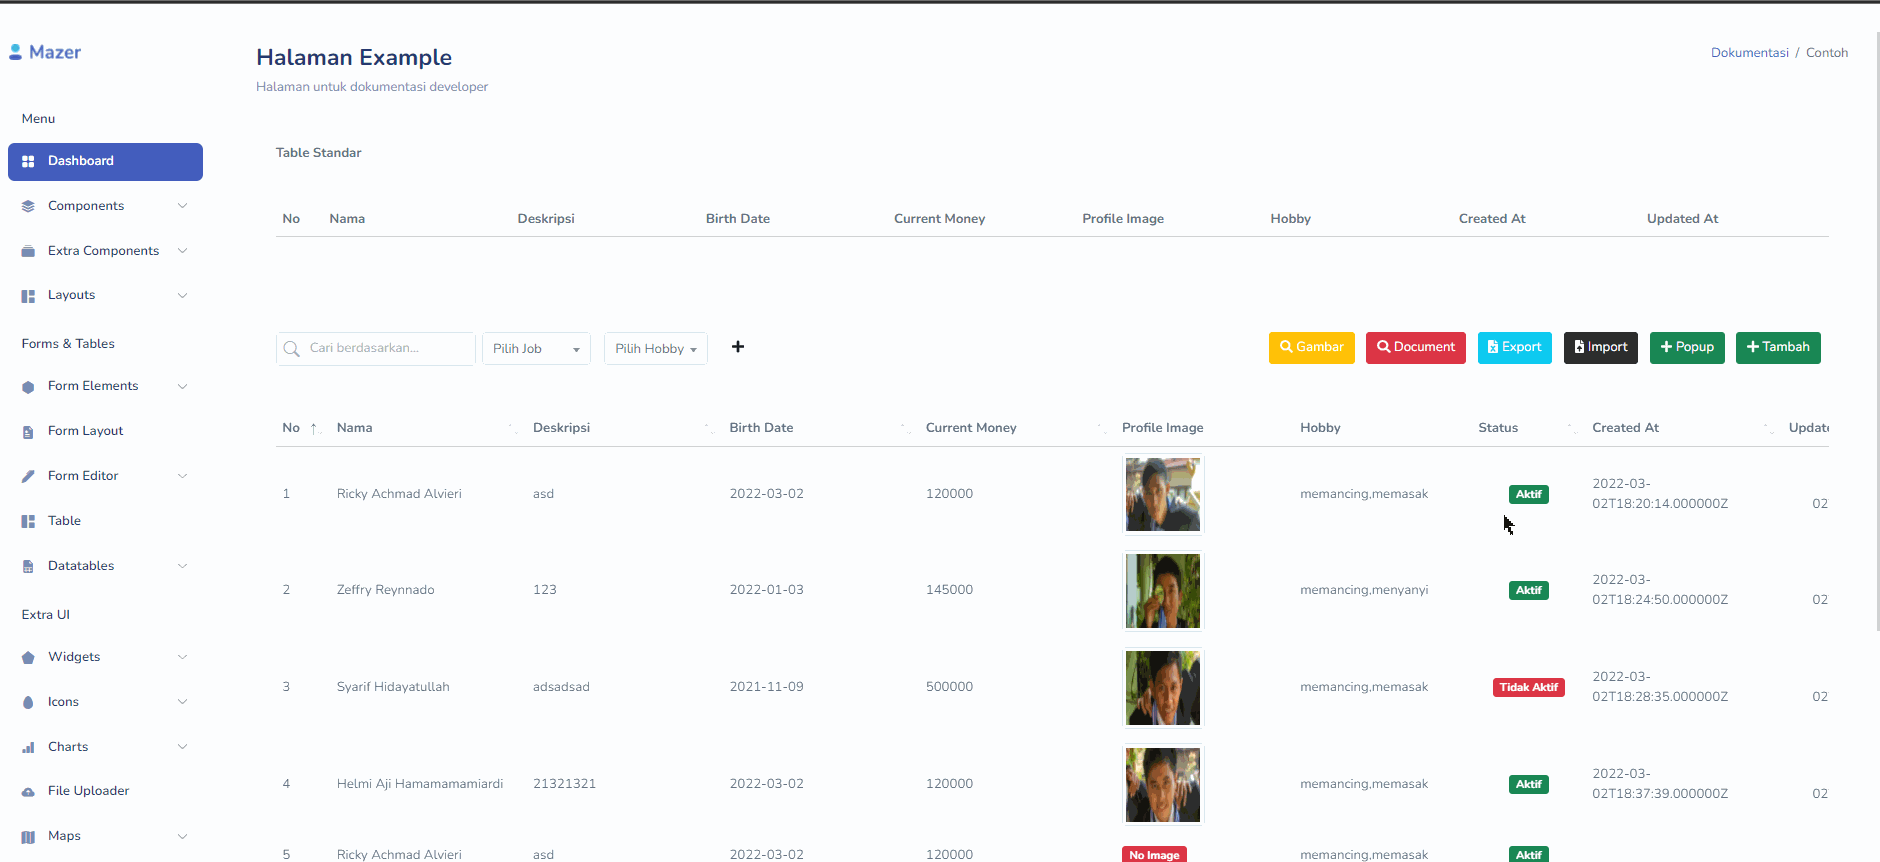 Mazer
Halaman Example
Dokumentasi / Contoh
Halaman untuk dokumentasi developer
Menu
Dashboard
Components
Extra Components
Layouts
Forms & Tables
Form Elements
Form Layout
Form Editor
Table
Datatables
Extra UI
Widgets
Icons
Charts
File Uploader
Maps
Table Standar
No Nama Deskripsi Birth Date Current Money Profile Image Hobby Created At Updated At
Cari berdasarkan... Pilih Job Pilih Hobby + Gambar Document Export Import + Popup + Tambah
No Nama Deskripsi Birth Date Current Money Profile Image Hobby Status Created At Update
1 Ricky Achmad Alvieri asd 2022-03-02 120000 memancing,memasak Aktif 2022-03-
02T18:20:14.000000Z 02
2 Zeffry Reynnado 123 2022-01-03 145000 memancing,menyanyi Aktif 2022-03-
02T18:24:50.000000Z 02
3 Syarif Hidayatullah adsadsad 2021-11-09 500000 memancing,memasak Tidak Aktif 2022-03-
02T18:28:35.000000Z 02
4 Helmi Aji Hamamamamiardi 21321321 2022-03-02 120000 memancing,memasak Aktif 2022-03-
02T18:37:39.000000Z 02
5 Ricky Achmad Alvieri asd 2022-03-02 120000 No Image memancing,memasak Aktif